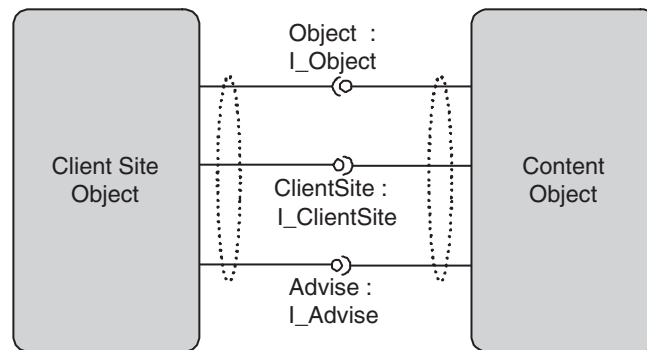 Object :
I_Object
Client Site
Object
Content
Object
ClientSite :
I_ClientSite
Advise :
I_Advise